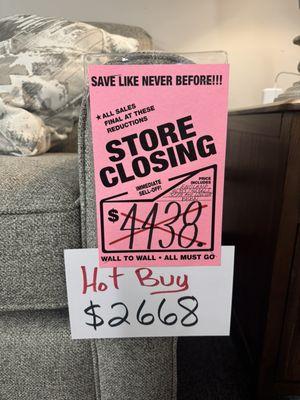 SAVE LIKE NEVER BEFORE!!!
★ ALL SALES
FINAL AT THESE
REDUCTIONS
STORE
CLOSING
IMMEDIATE
SELL-OFF!
PRICE
INCLUDES
$4438.
WALL TO WALL • ALL MUST GO
Hot Buy
$2668